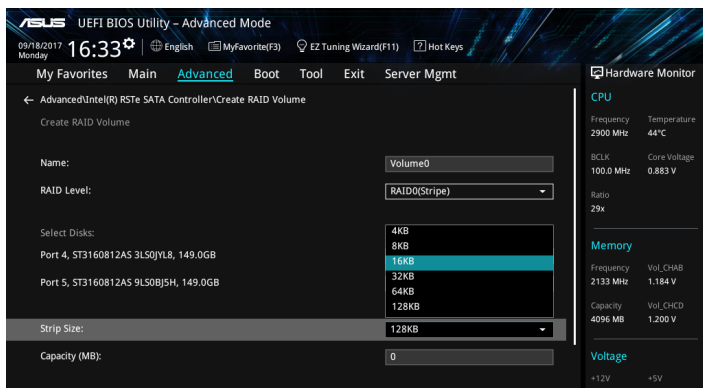 ASUS UEFI BIOS Utility – Advanced Mode
09/18/2017 Monday 16:33 English MyFavorite(F3) EZ Tuning Wizard(F11) ? Hot Keys
My Favorites Main Advanced Boot Tool Exit Server Mgmt
← Advanced\Intel(R) RSTe SATA Controller\Create RAID Volume
Create RAID Volume
Name: Volume0
RAID Level: RAID0(Stripe)
Select Disks:
Port 4, ST3160812AS 3LS0JYL8, 149.0GB
Port 5, ST3160812AS 9LS0BJ5H, 149.0GB
4KB
8KB
16KB
32KB
64KB
128KB
Strip Size: 128KB
Capacity (MB): 0
Hardware Monitor
CPU
Frequency Temperature
2900 MHz 44°C
BCLK Core Voltage
100.0 MHz 0.883 V
Ratio
29x
Memory
Frequency Vol_CHAB
2133 MHz 1.184 V
Capacity Vol_CHCD
4096 MB 1.200 V
Voltage
+12V +5V